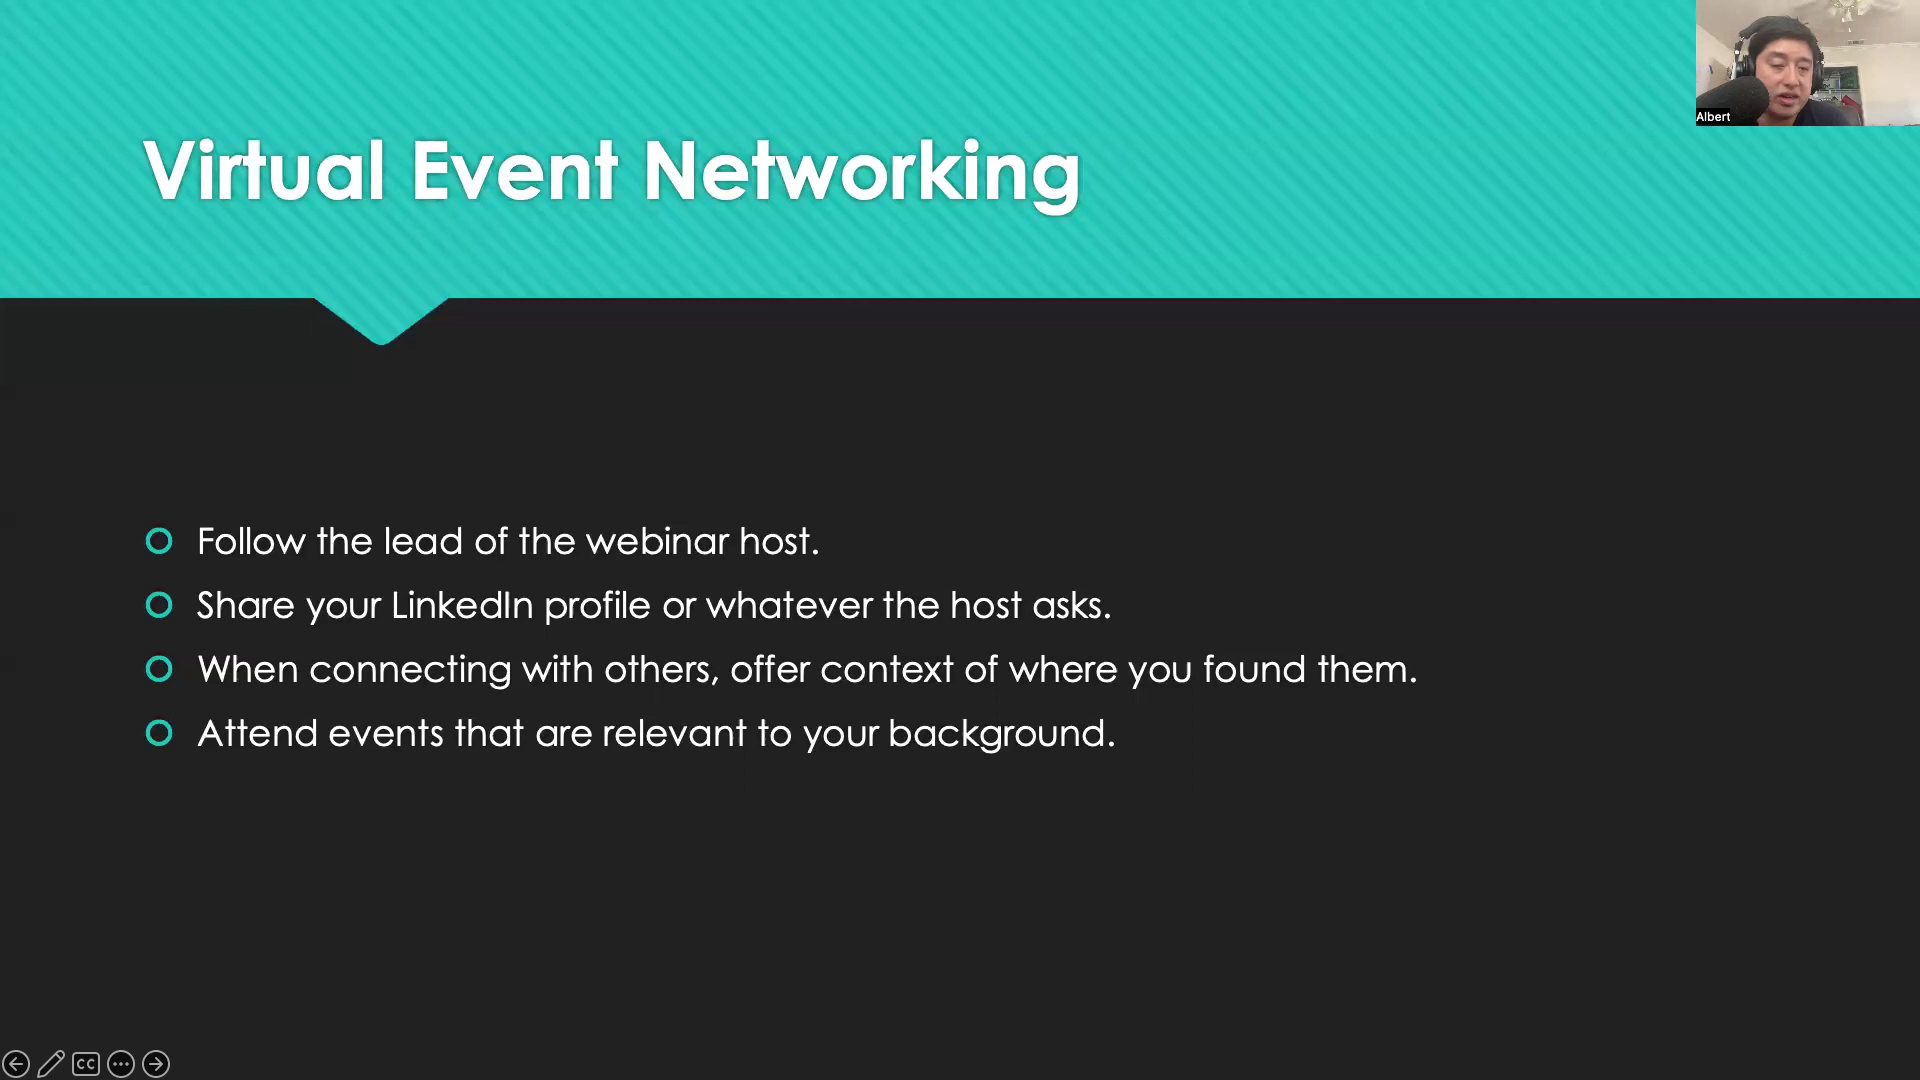 Albert
Virtual Event Networking
Follow the lead of the webinar host.
Share your LinkedIn profile or whatever the host asks.
When connecting with others, offer context of where you found them.
Attend events that are relevant to your background.
CC